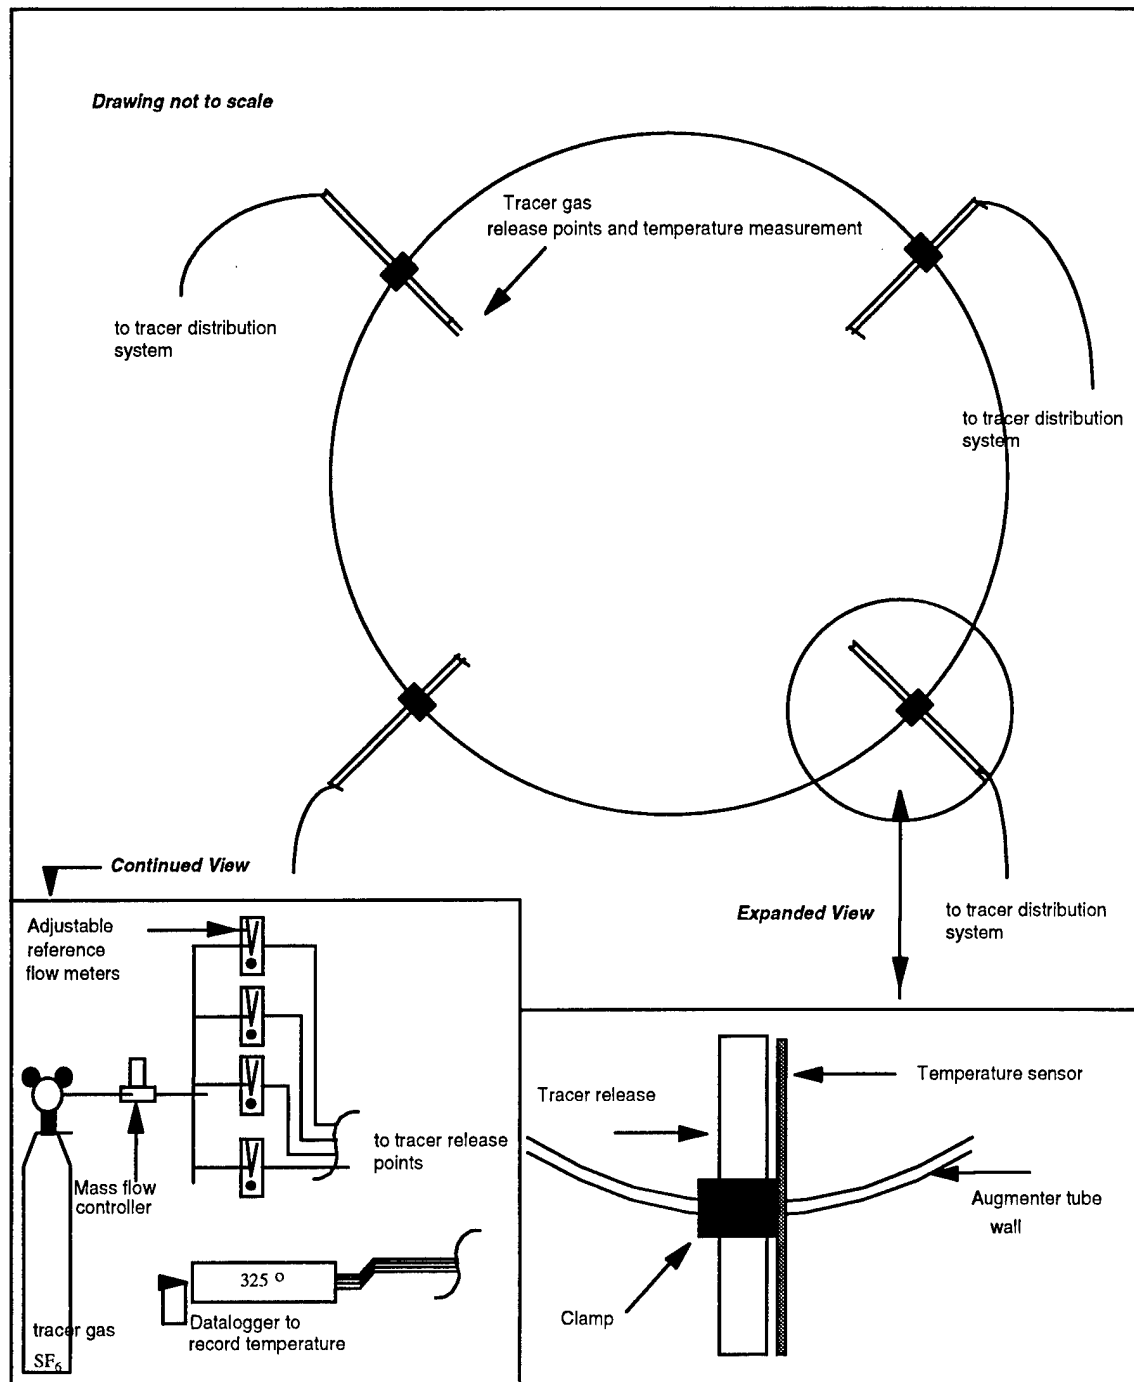 Drawing not to scale
Tracer gas
release points and temperature measurement
to tracer distribution
system
to tracer distribution
system
Continued View
Expanded View
to tracer distribution
system
Adjustable
reference
flow meters
to tracer release
points
Mass flow
controller
325 °
Datalogger to
record temperature
tracer gas
SF₆
Temperature sensor
Tracer release
Augmenter tube
wall
Clamp